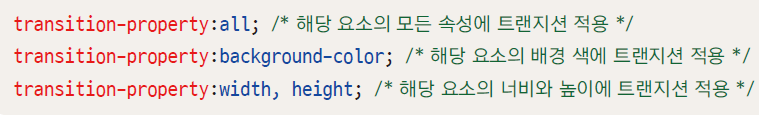 transition-property:all; /* 해당 요소의 모든 속성에 트랜지션 적용 */
transition-property:background-color; /* 해당 요소의 배경 색에 트랜지션 적용 */
transition-property:width, height; /* 해당 요소의 너비와 높이에 트랜지션 적용 */